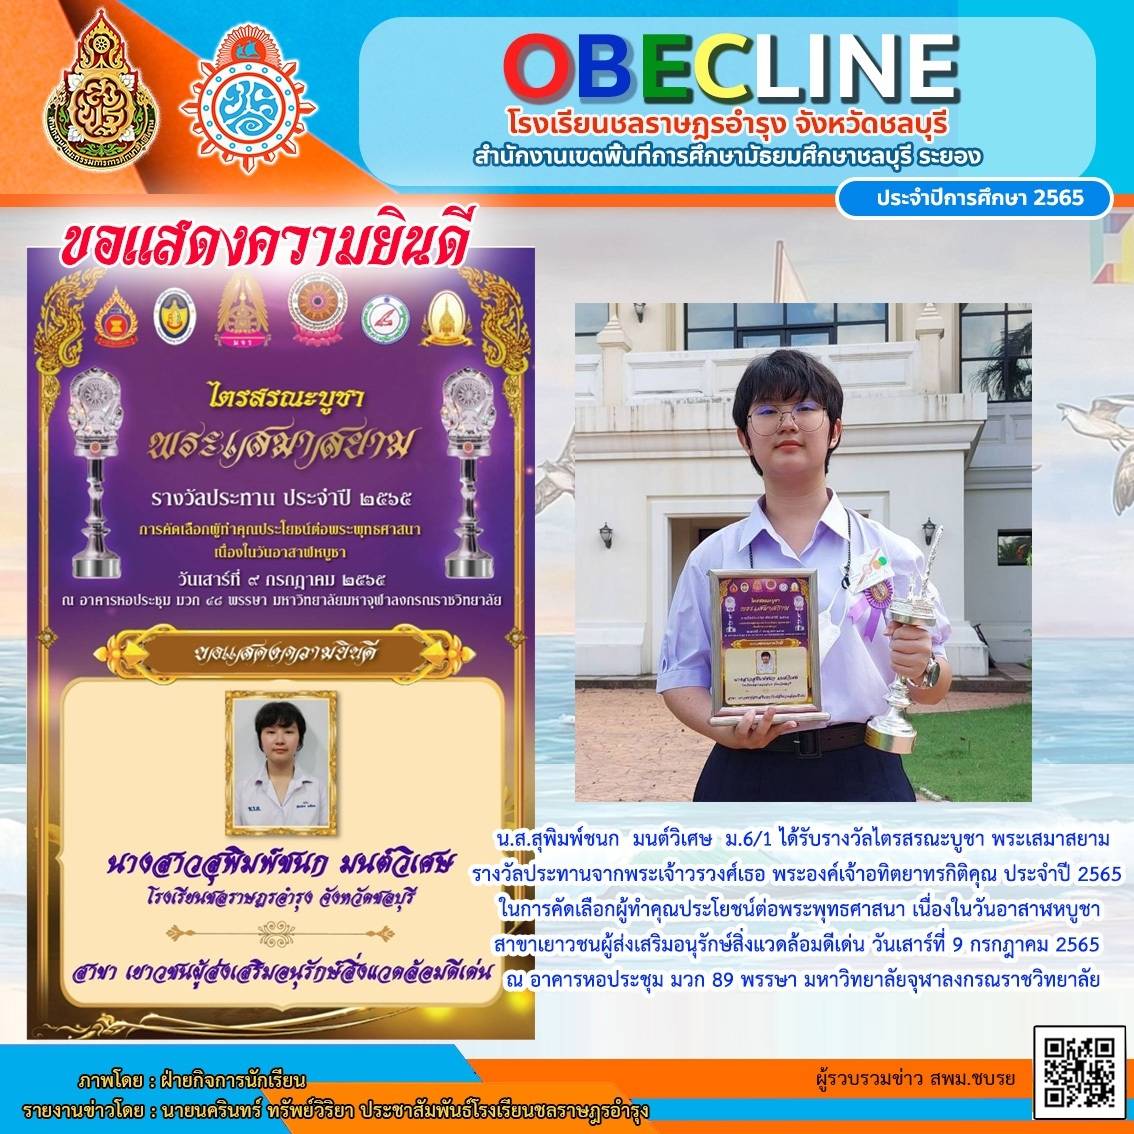 OBECLINE
โรงเรียนชลราษฎรอำรุง จังหวัดชลบุรี
สำนักงานเขตพื้นที่การศึกษามัธยมศึกษาชลบุรี ระยอง
ประจำปีการศึกษา 2565
ขอแสดงความยินดี
มจร
ไตรสรณะบูชา
พระเสมาสยาม
รางวัลประทาน ประจำปี ๒๕๖๕
การคัดเลือกผู้ทำคุณประโยชน์ต่อพระพุทธศาสนา
เนื่องในวันอาสาฬหบูชา
วันเสาร์ที่ ๙ กรกฎาคม ๒๕๖๕
ณ อาคารหอประชุม มวก ๔๘ พรรษา มหาวิทยาลัยมหาจุฬาลงกรณราชวิทยาลัย
ขอแสดงความยินดี
นางสาวสุพิมพ์ชนก มนต์วิเศษ
โรงเรียนชลราษฎรอำรุง จังหวัดชลบุรี
สาขา เยาวชนผู้ส่งเสริมอนุรักษ์สิ่งแวดล้อมดีเด่น
น.ส.สุพิมพ์ชนก มนต์วิเศษ ม.6/1 ได้รับรางวัลไตรสรณะบูชา พระเสมาสยาม
รางวัลประทานจากพระเจ้าวรวงศ์เธอ พระองค์เจ้าอทิตยาทรกิติคุณ ประจำปี 2565
ในการคัดเลือกผู้ทำคุณประโยชน์ต่อพระพุทธศาสนา เนื่องในวันอาสาฬหบูชา
สาขาเยาวชนผู้ส่งเสริมอนุรักษ์สิ่งแวดล้อมดีเด่น วันเสาร์ที่ 9 กรกฎาคม 2565
ณ อาคารหอประชุม มวก 89 พรรษา มหาวิทยาลัยจุฬาลงกรณราชวิทยาลัย
ภาพโดย : ฝ่ายกิจการนักเรียน
รายงานข่าวโดย : นายนครินทร์ ทรัพย์วิริยา ประชาสัมพันธ์โรงเรียนชลราษฎรอำรุง
ผู้รวบรวมข่าว สพม.ชบรย